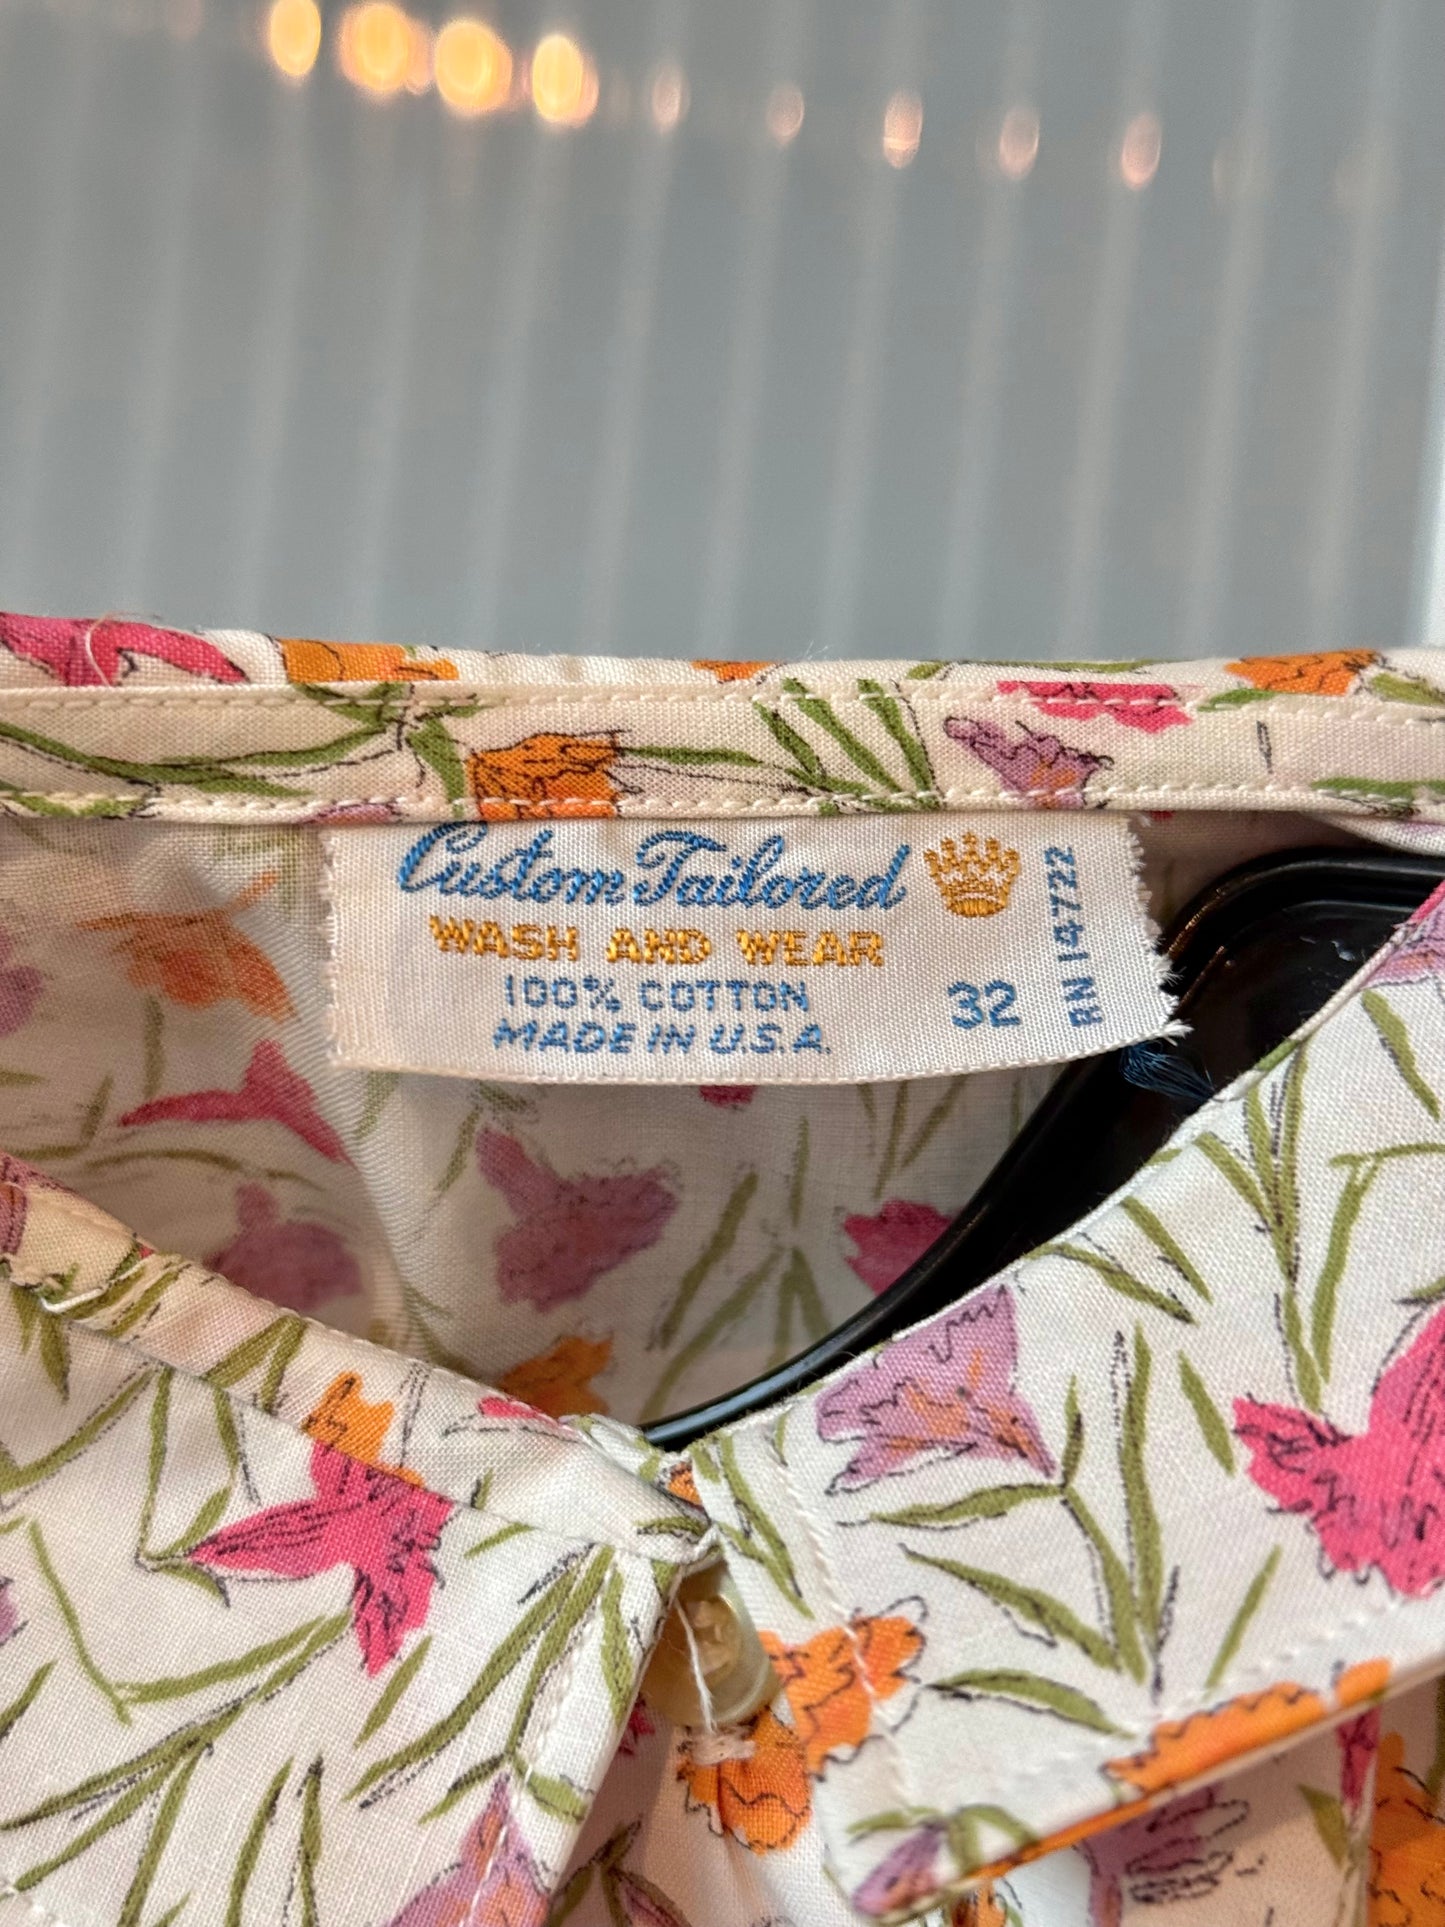 Custom Tailored
WASH AND WEAR
100% COTTON
MADE IN U.S.A.
32
RN 14722